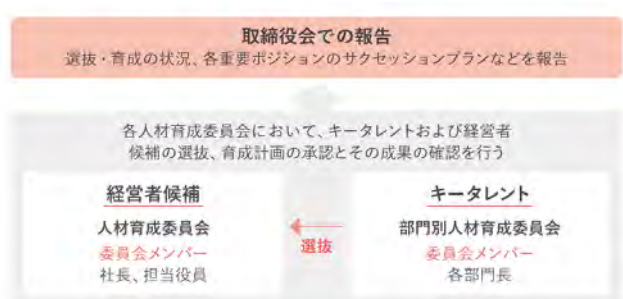 取締役会での報告
選抜・育成の状況、各重要ポジションのサクセッションプランなどを報告
各人材育成委員会において、キータレントおよび経営者
候補の選抜、育成計画の承認とその成果の確認を行う
経営者候補
人材育成委員会
委員会メンバー
社長、担当役員
選抜
キータレント
部門別人材育成委員会
委員会メンバー
各部門長